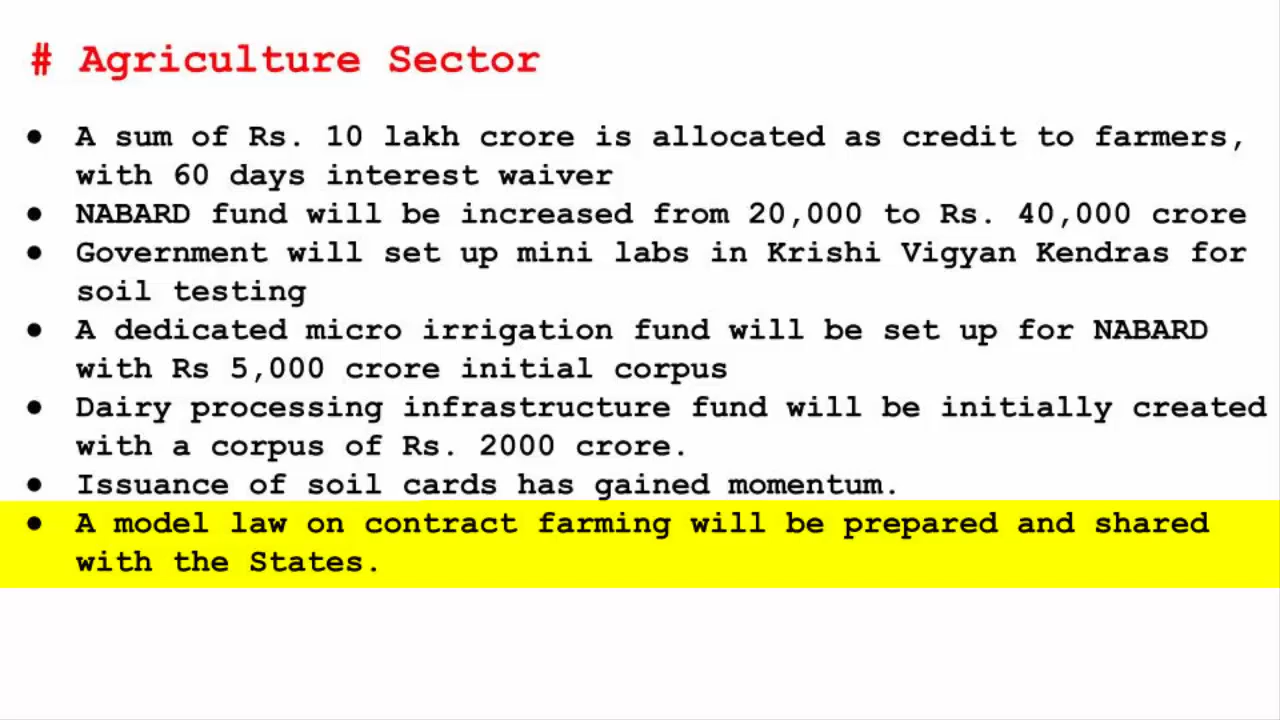 # Agriculture Sector
● A sum of Rs. 10 lakh crore is allocated as credit to farmers,
with 60 days interest waiver
● NABARD fund will be increased from 20,000 to Rs. 40,000 crore
● Government will set up mini labs in Krishi Vigyan Kendras for
soil testing
● A dedicated micro irrigation fund will be set up for NABARD
with Rs 5,000 crore initial corpus
● Dairy processing infrastructure fund will be initially created
with a corpus of Rs. 2000 crore.
● Issuance of soil cards has gained momentum.
● A model law on contract farming will be prepared and shared
with the States.